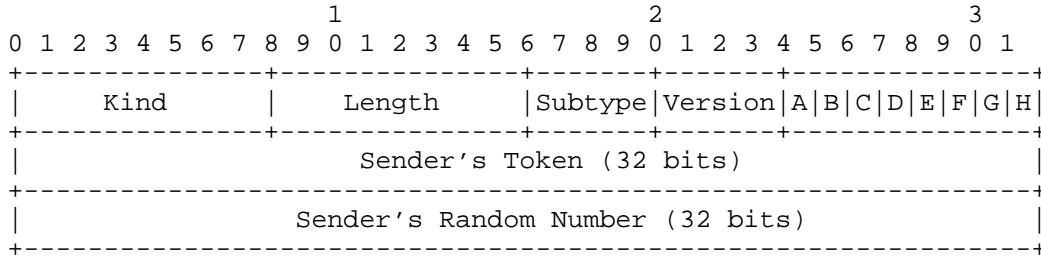 1                   2                   3
 0 1 2 3 4 5 6 7 8 9 0 1 2 3 4 5 6 7 8 9 0 1 2 3 4 5 6 7 8 9 0 1
+---------------+---------------+-------+-------+---------------+
|     Kind      |    Length     |Subtype|Version|A|B|C|D|E|F|G|H|
+---------------+---------------+-------+-------+---------------+
|                   Sender's Token (32 bits)                    |
+---------------------------------------------------------------+
|               Sender's Random Number (32 bits)                |
+---------------------------------------------------------------+